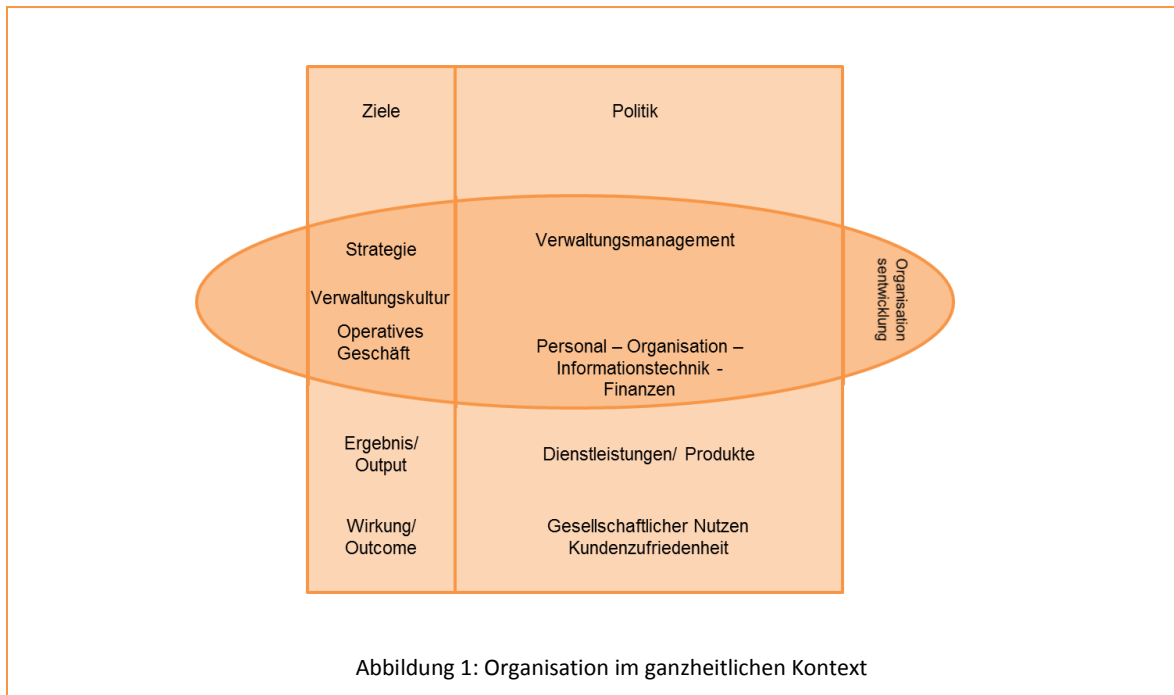 Ziele
Politik
Strategie
Verwaltungsmanagement
Verwaltungskultur
Operatives
Geschäft
Personal – Organisation –
Informationstechnik -
Finanzen
Organisation
sentwicklung
Ergebnis/
Output
Dienstleistungen/ Produkte
Wirkung/
Outcome
Gesellschaftlicher Nutzen
Kundenzufriedenheit
Abbildung 1: Organisation im ganzheitlichen Kontext